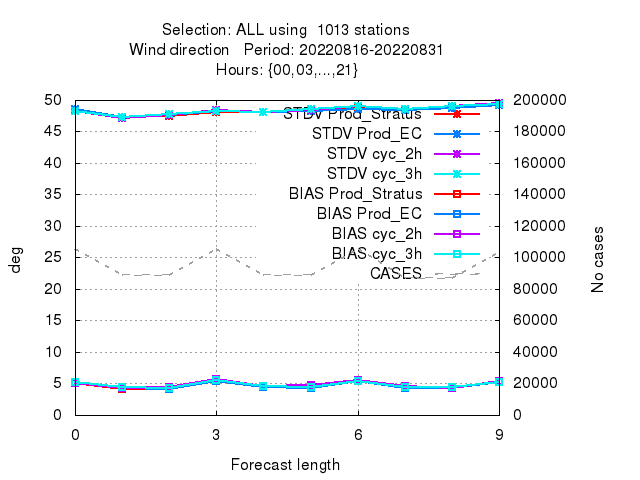 Selection: ALL using  1013 stations
Wind direction   Period: 20220816-20220831
Hours: {00,03,...,21}
50
45
40
35
30
25
20
15
10
5
0
deg
STDV Prod_Stratus
STDV Prod_EC
STDV cyc_2h
STDV cyc_3h
BIAS Prod_Stratus
BIAS Prod_EC
BIAS cyc_2h
BIAS cyc_3h
CASES
200000
180000
160000
140000
120000
100000
80000
60000
40000
20000
0
No cases
0 3 6 9
Forecast length